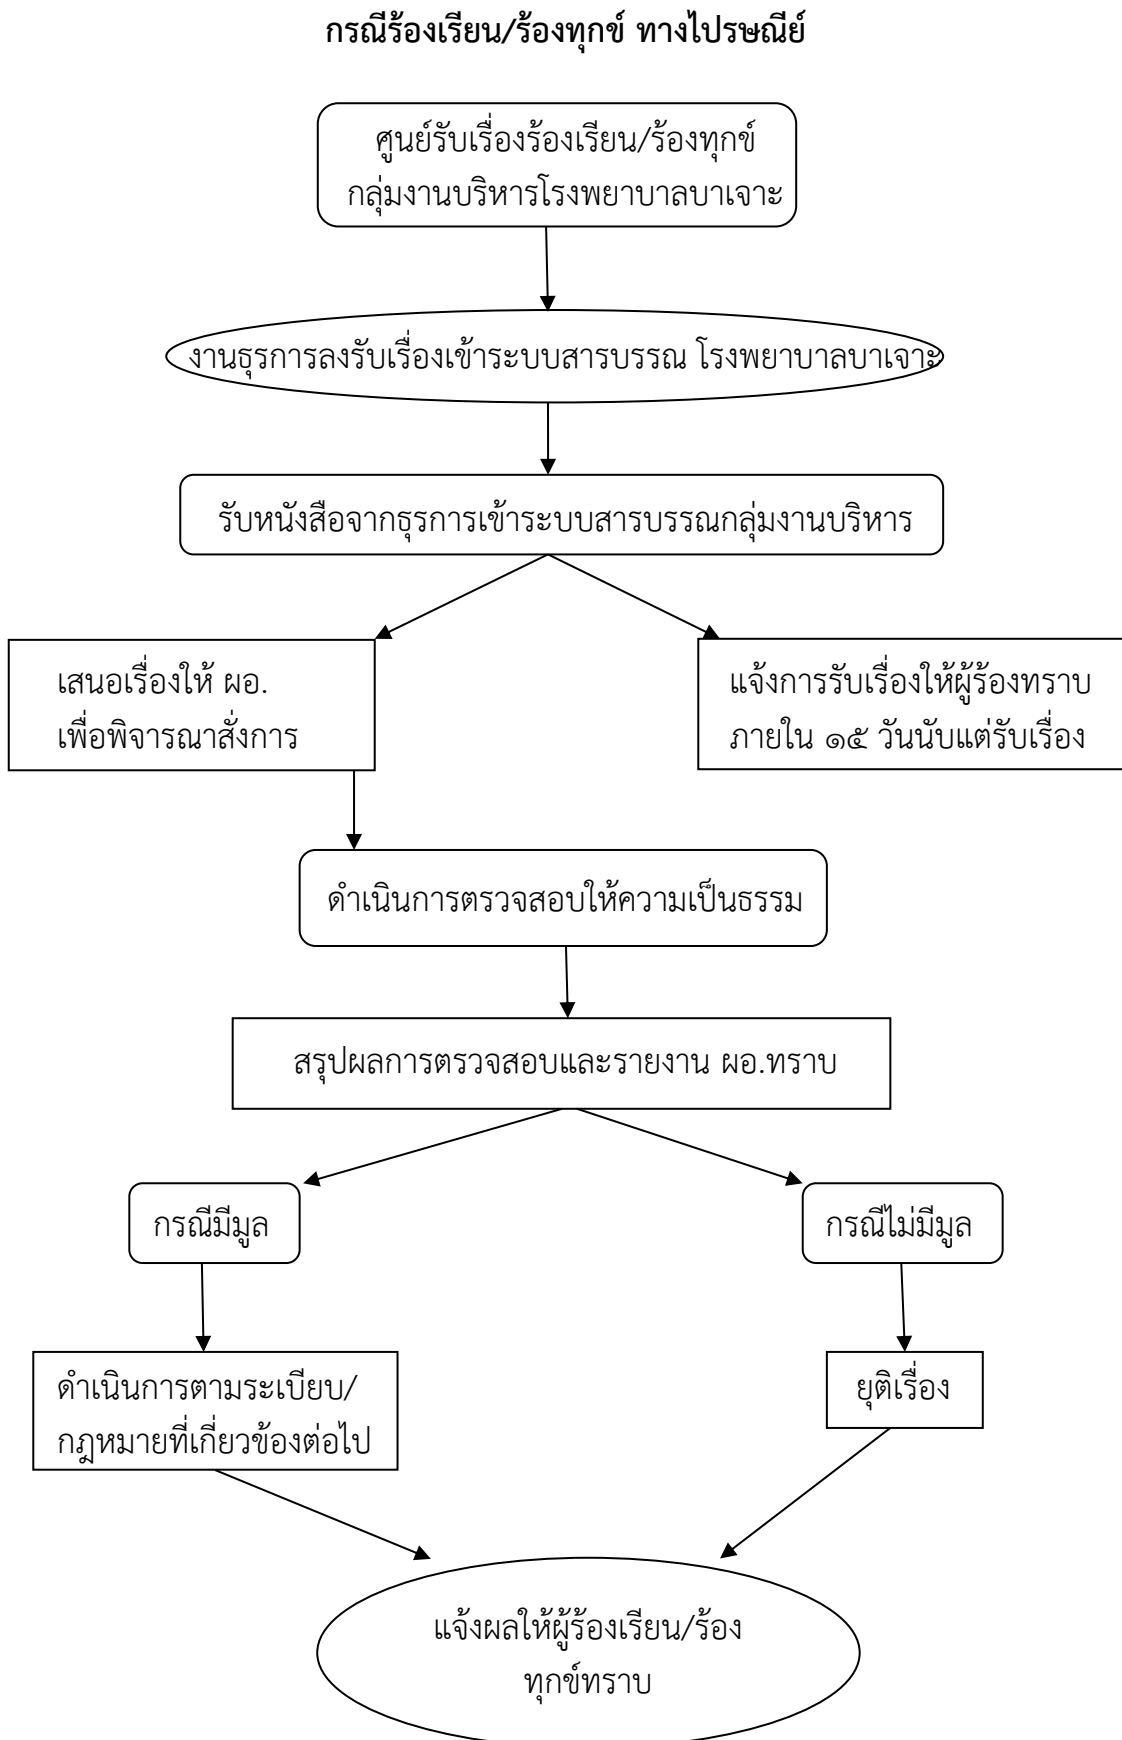 กรณีร้องเรียน/ร้องทุกข์ ทางไปรษณีย์
ศูนย์รับเรื่องร้องเรียน/ร้องทุกข์
กลุ่มงานบริหารโรงพยาบาลบาเจาะ
งานธุรการลงรับเรื่องเข้าระบบสารบรรณ โรงพยาบาลบาเจาะ
รับหนังสือจากธุรการเข้าระบบสารบรรณกลุ่มงานบริหาร
เสนอเรื่องให้ ผอ.
เพื่อพิจารณาสั่งการ
แจ้งการรับเรื่องให้ผู้ร้องทราบ
ภายใน ๑๕ วันนับแต่รับเรื่อง
ดำเนินการตรวจสอบให้ความเป็นธรรม
สรุปผลการตรวจสอบและรายงาน ผอ.ทราบ
กรณีมีมูล
กรณีไม่มีมูล
ดำเนินการตามระเบียบ/
กฎหมายที่เกี่ยวข้องต่อไป
ยุติเรื่อง
แจ้งผลให้ผู้ร้องเรียน/ร้อง
ทุกข์ทราบ